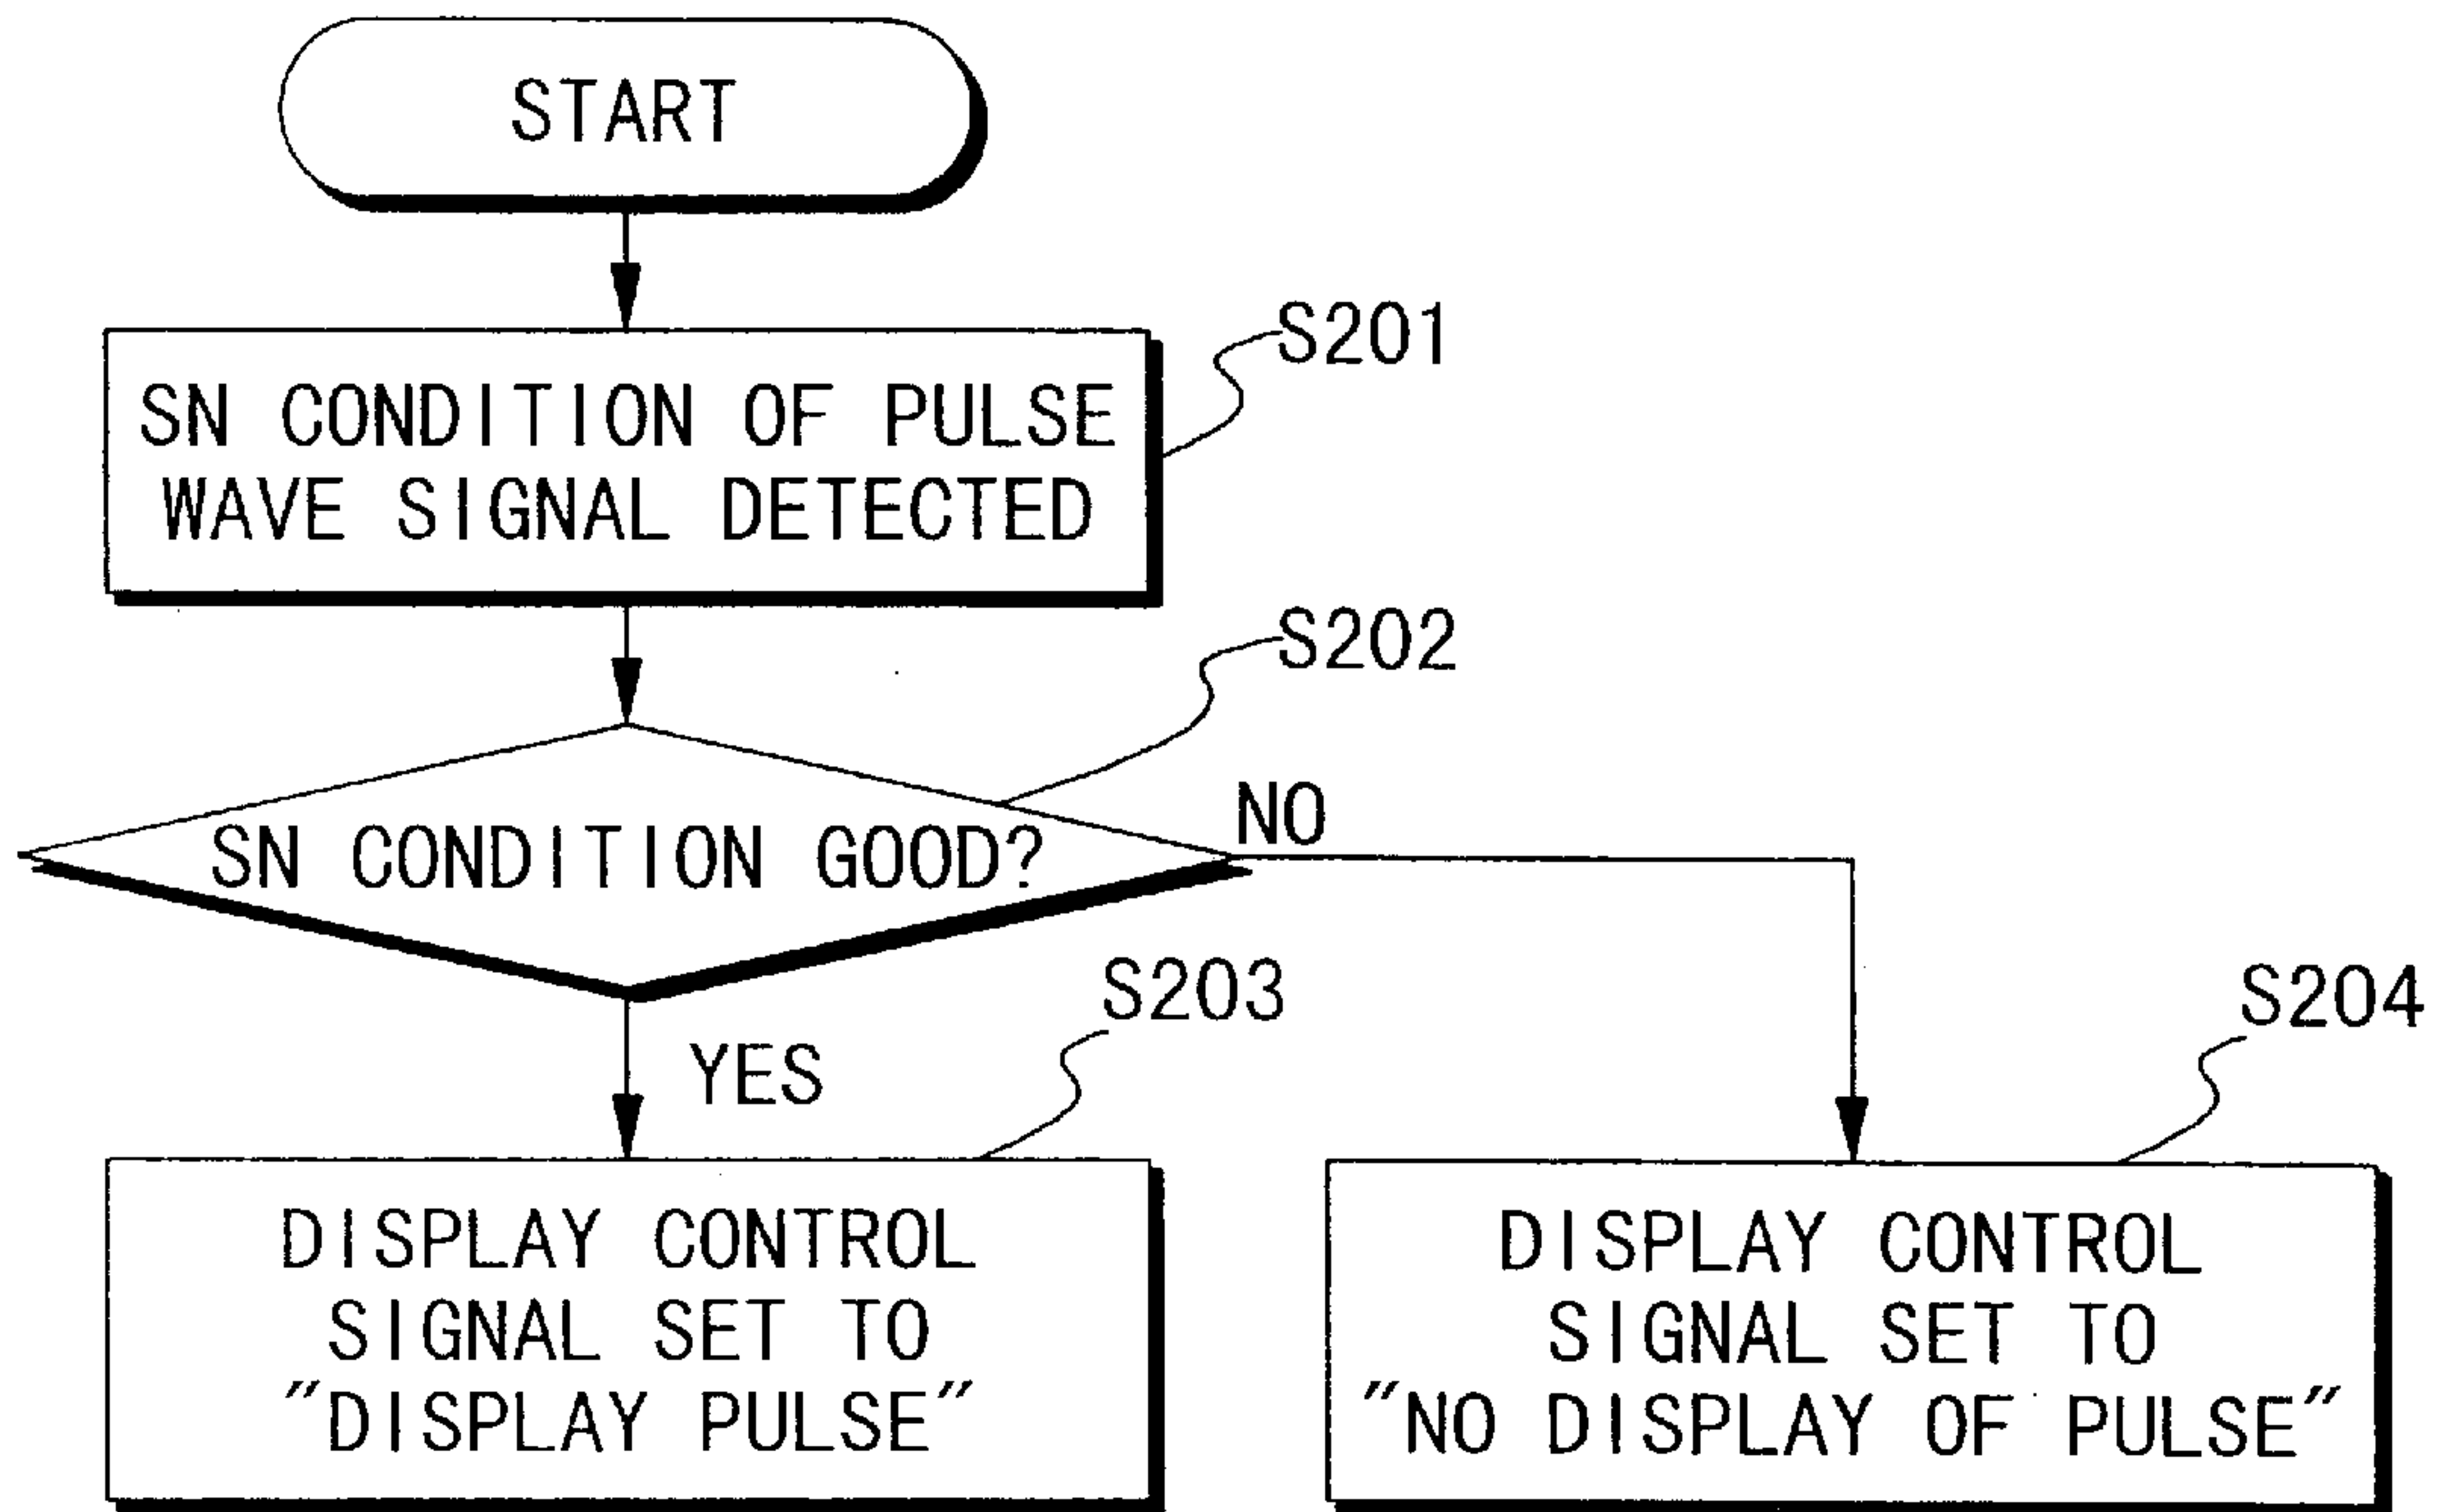 START
S201
SN CONDITION OF PULSE
WAVE SIGNAL DETECTED
S202
SN CONDITION GOOD?
NO
YES
S203
S204
DISPLAY CONTROL
SIGNAL SET TO
"DISPLAY PULSE"
DISPLAY CONTROL
SIGNAL SET TO
"NO DISPLAY OF PULSE"